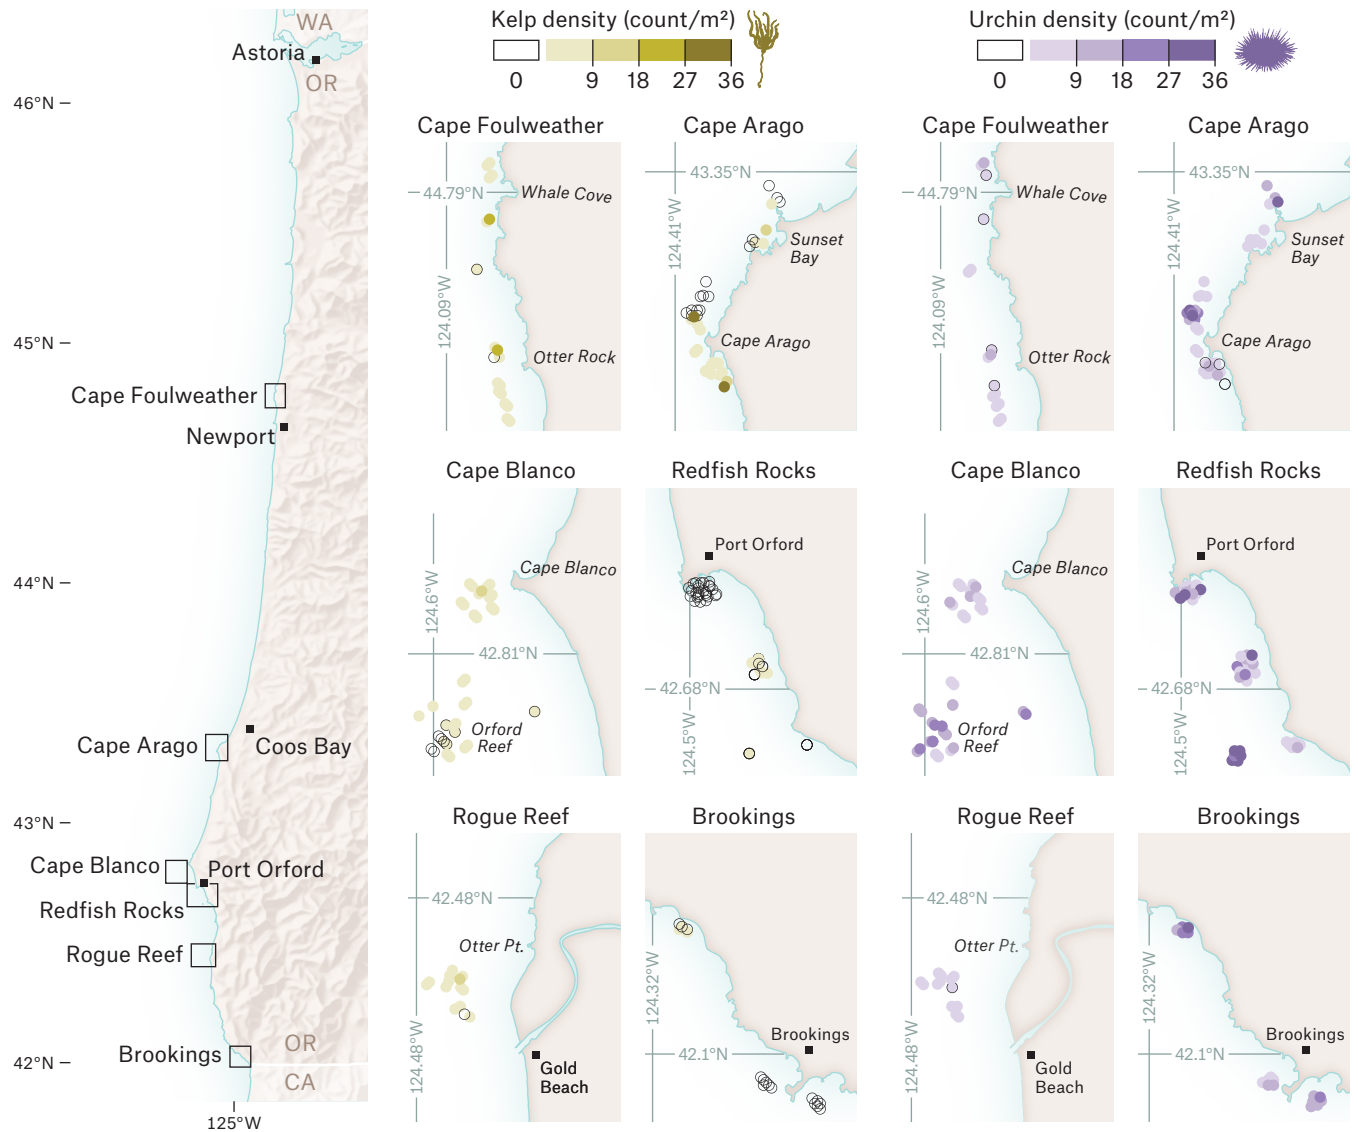 WA
Astoria
OR
46°N
45°N
Cape Foulweather
Newport
44°N
Cape Arago
Coos Bay
43°N
Cape Blanco
Port Orford
Redfish Rocks
Rogue Reef
Brookings
OR
42°N
CA
125°W
Kelp density (count/m²)
0 9 18 27 36
Urchin density (count/m²)
0 9 18 27 36
Cape Foulweather
44.79°N
Whale Cove
124.09°W
Otter Rock
Cape Arago
43.35°N
124.41°W
Sunset
Bay
Cape Arago
Cape Foulweather
44.79°N
Whale Cove
124.09°W
Otter Rock
Cape Arago
43.35°N
124.41°W
Sunset
Bay
Cape Arago
Cape Blanco
Cape Blanco
124.6°W
42.81°N
Orford
Reef
Redfish Rocks
Port Orford
42.68°N
124.5°W
Cape Blanco
Cape Blanco
124.6°W
42.81°N
Orford
Reef
Redfish Rocks
Port Orford
42.68°N
124.5°W
Rogue Reef
42.48°N
Otter Pt.
124.48°W
Gold
Beach
Brookings
124.32°W
Brookings
42.1°N
Rogue Reef
42.48°N
Otter Pt.
124.48°W
Gold
Beach
Brookings
124.32°W
Brookings
42.1°N